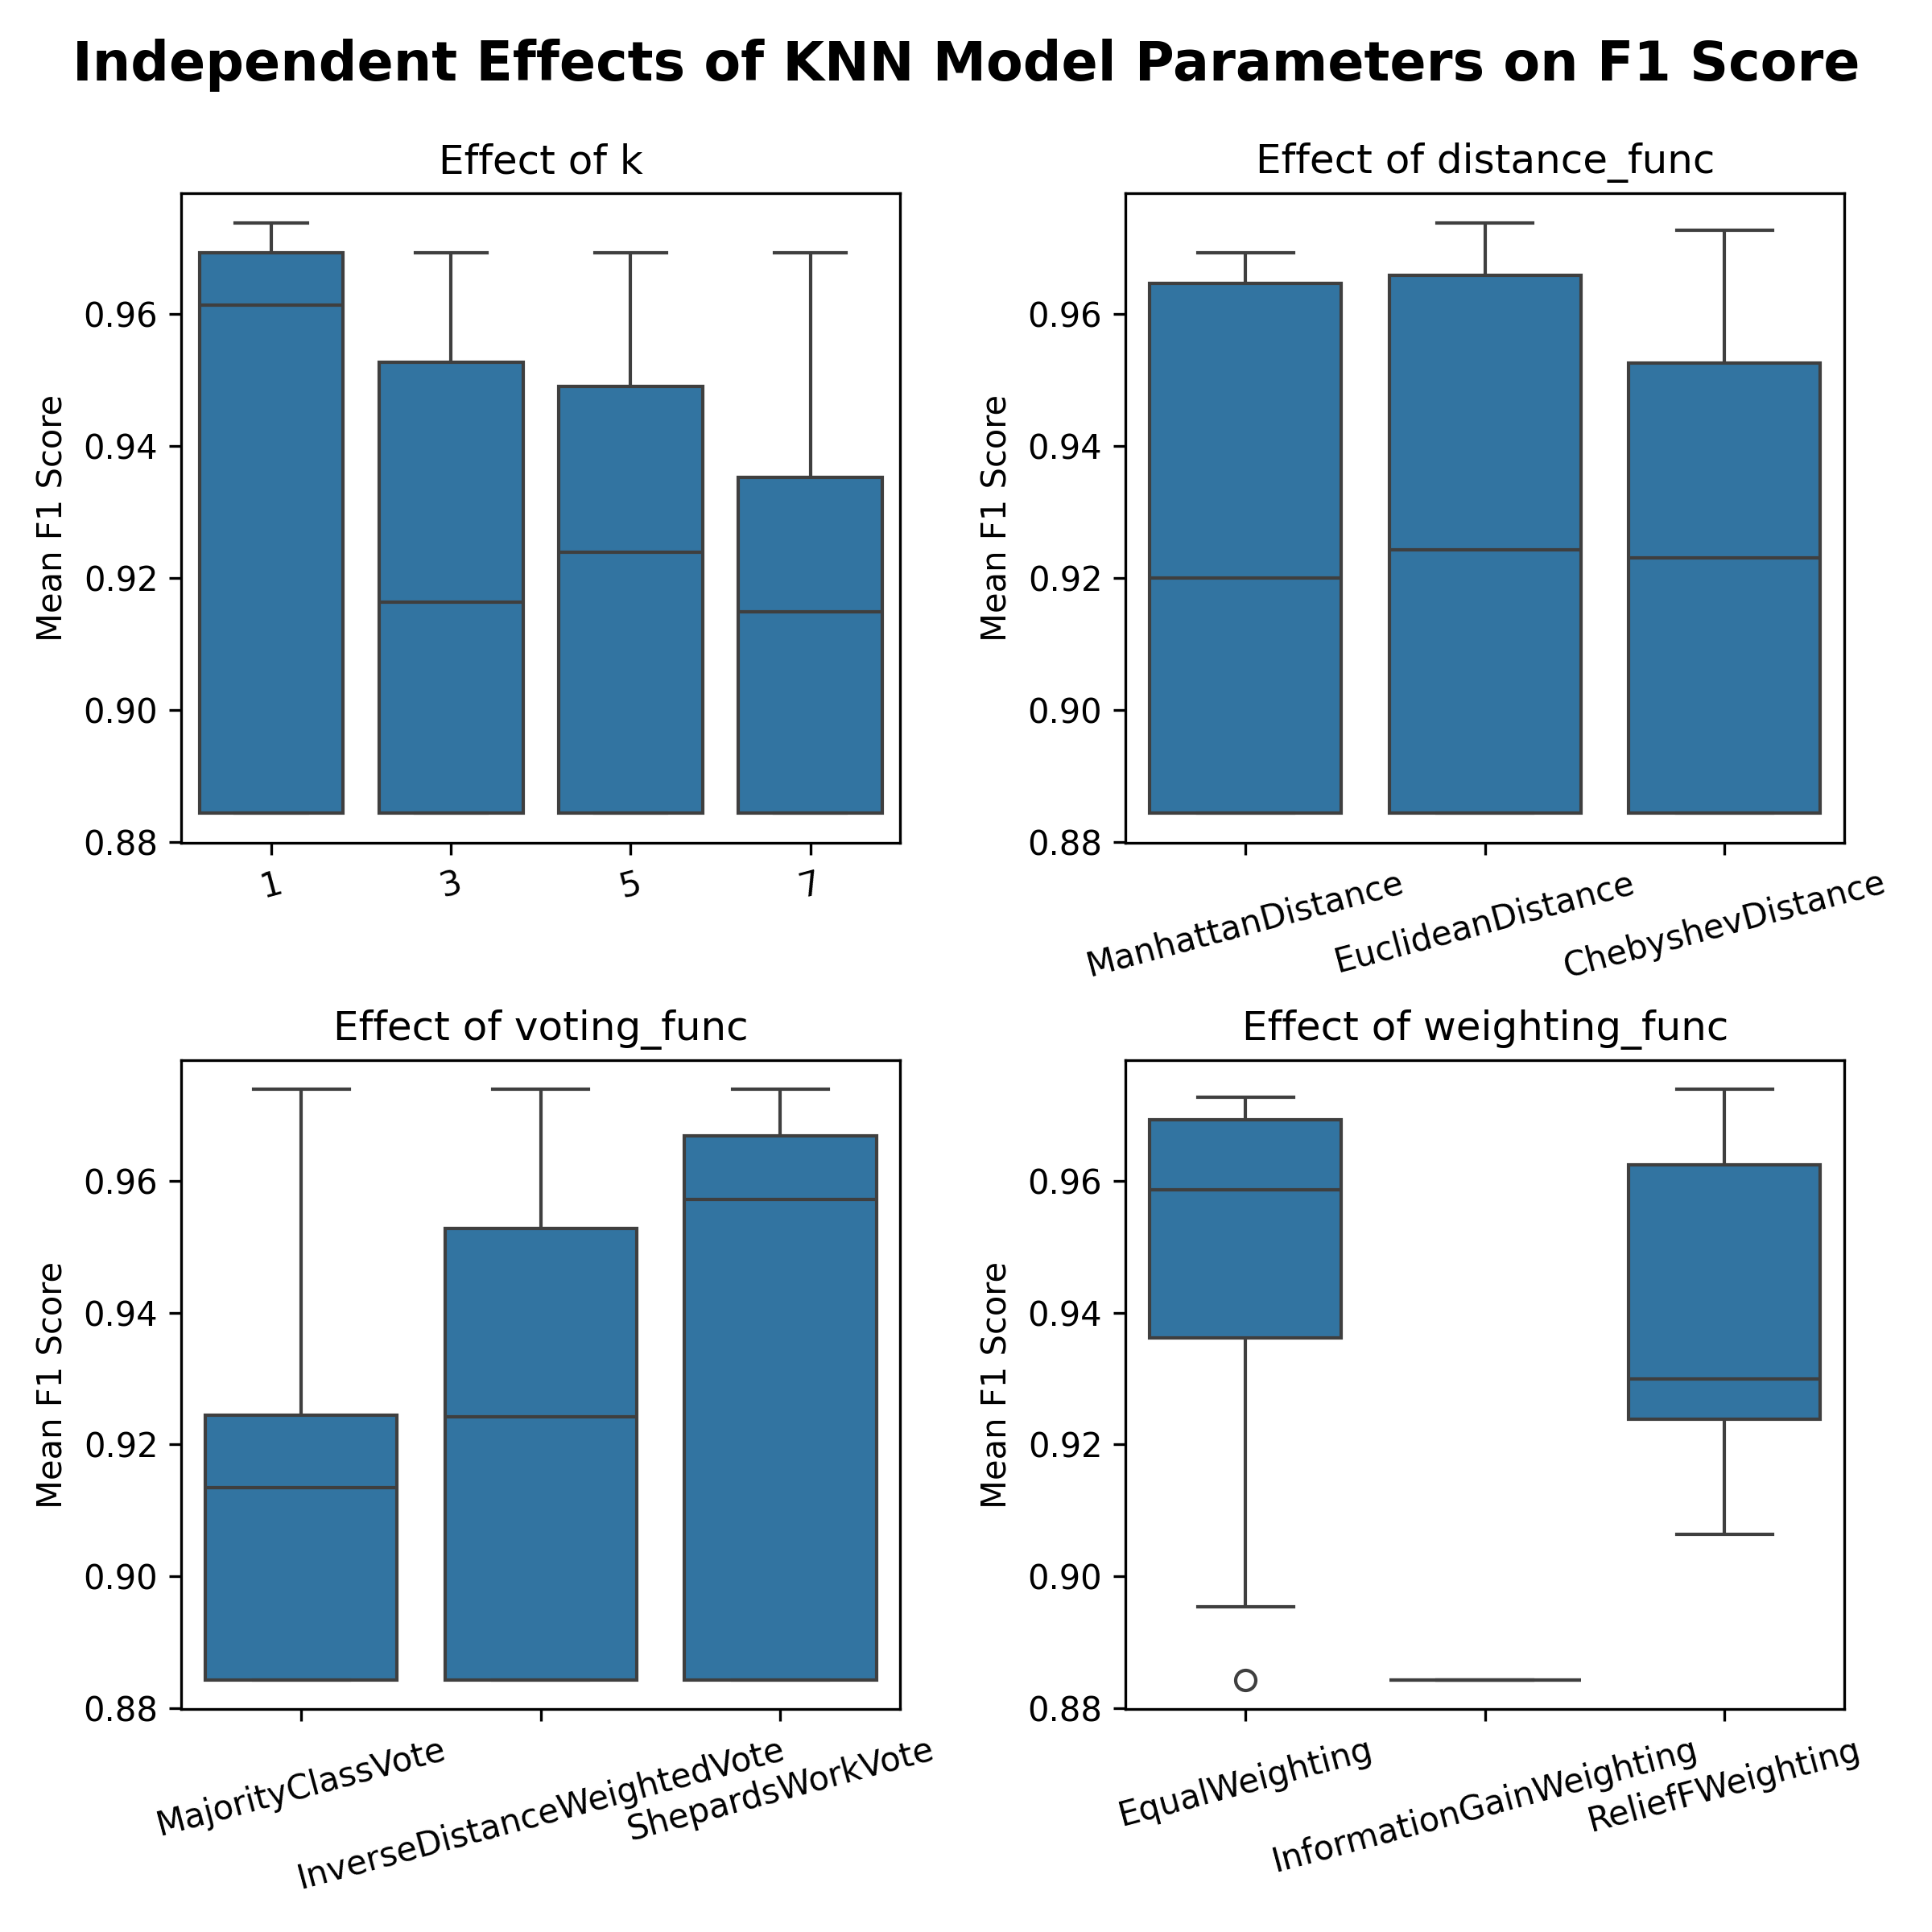 Independent Effects of KNN Model Parameters on F1 Score
Effect of k
Mean F1 Score
0.96
0.94
0.92
0.90
0.88
1 3 5 7
Effect of distance_func
Mean F1 Score
0.96
0.94
0.92
0.90
0.88
ManhattanDistance
EuclideanDistance
ChebyshevDistance
Effect of voting_func
Mean F1 Score
0.96
0.94
0.92
0.90
0.88
MajorityClassVote
InverseDistanceWeightedVote
ShepardsWorkVote
Effect of weighting_func
Mean F1 Score
0.96
0.94
0.92
0.90
0.88
EqualWeighting
InformationGainWeighting
ReliefFWeighting